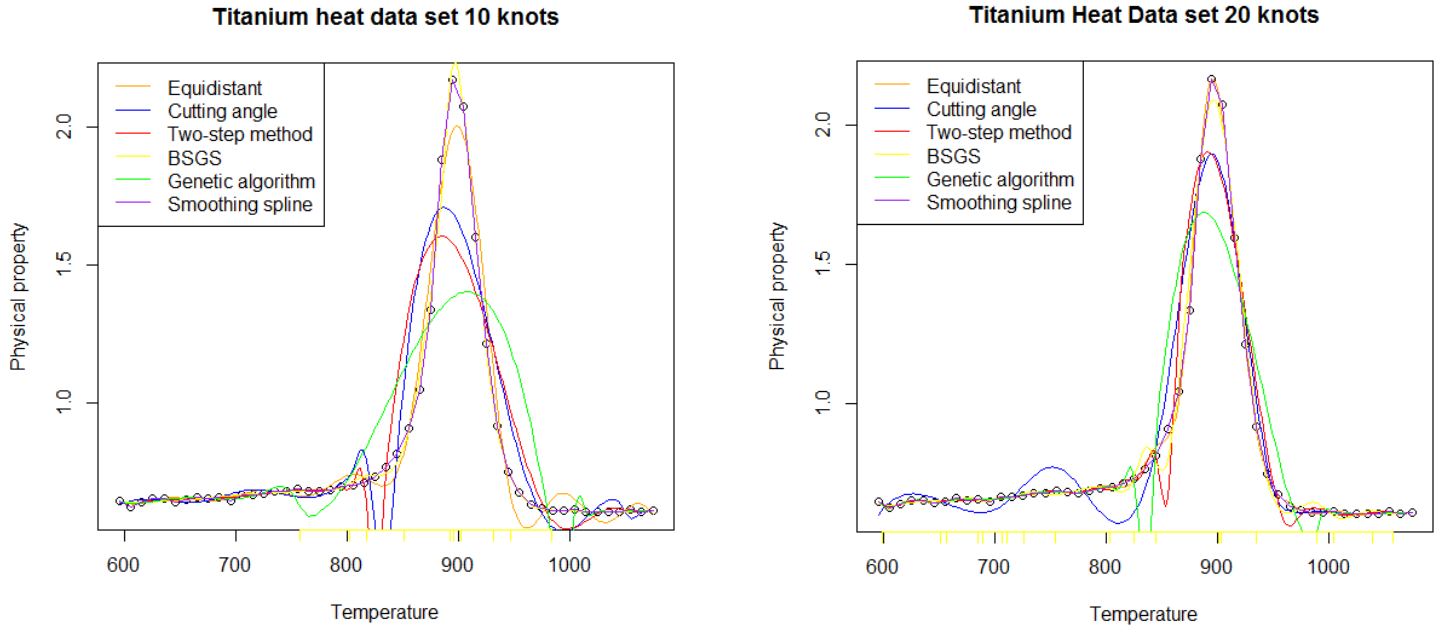 Titanium heat data set 10 knots
Equidistant
Cutting angle
Two-step method
BSGS
Genetic algorithm
Smoothing spline
Physical property
2.0
1.5
1.0
600 700 800 900 1000
Temperature
Titanium Heat Data set 20 knots
Equidistant
Cutting angle
Two-step method
BSGS
Genetic algorithm
Smoothing spline
Physical property
2.0
1.5
1.0
600 700 800 900 1000
Temperature